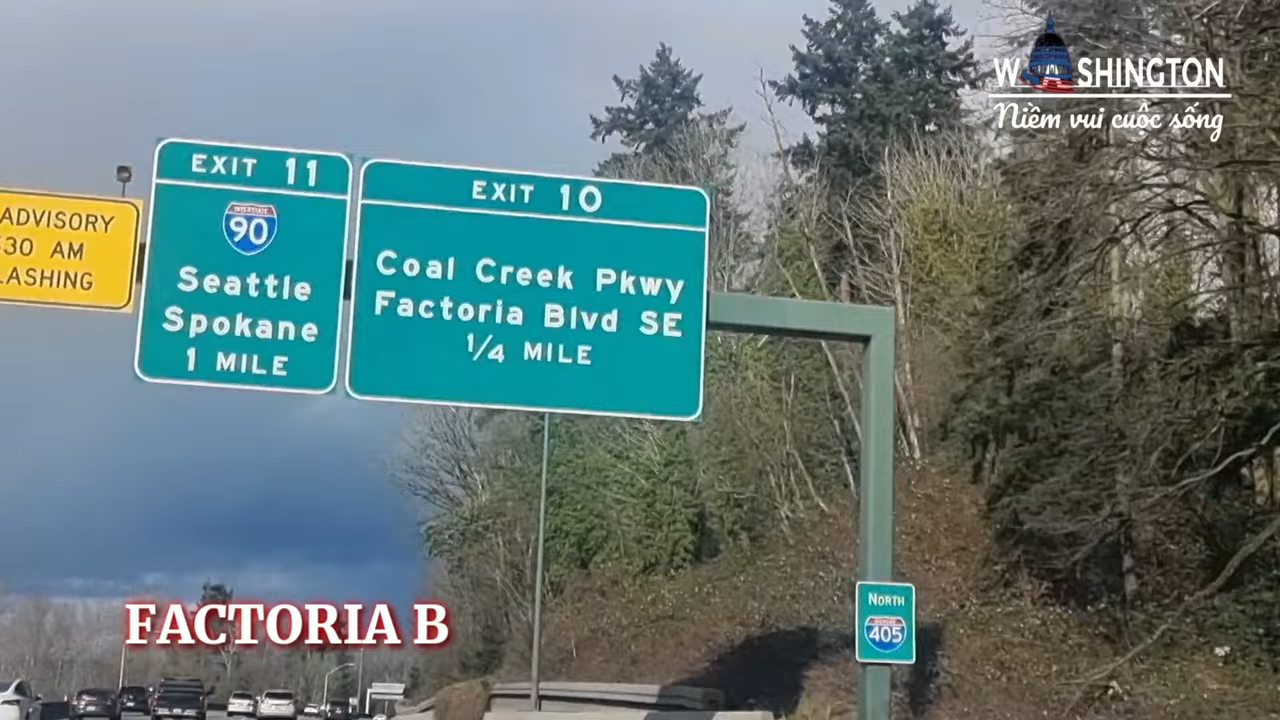 WASHINGTON
Niềm vui cuộc sống
ADVISORY
:30 AM
LASHING
EXIT 11
INTERSTATE
90
Seattle
Spokane
1 MILE
EXIT 10
Coal Creek Pkwy
Factoria Blvd SE
1/4 MILE
NORTH
405
FACTORIA B